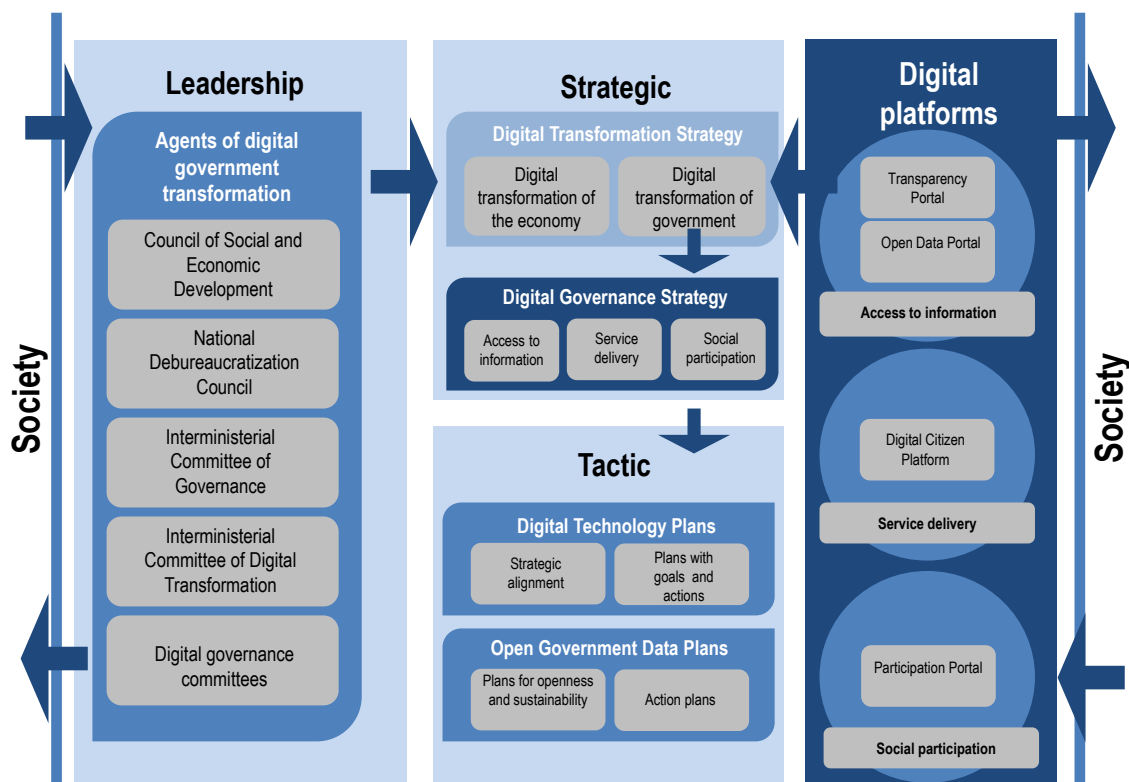 Society
Leadership
Agents of digital
government
transformation
Council of Social and
Economic
Development
National
Debureaucratization
Council
Interministerial
Committee of
Governance
Interministerial
Committee of Digital
Transformation
Digital governance
committees
Strategic
Digital Transformation Strategy
Digital
transformation of
the economy
Digital
transformation of
government
Digital Governance Strategy
Access to
information
Service
delivery
Social
participation
Tactic
Digital Technology Plans
Strategic
alignment
Plans with
goals and
actions
Open Government Data Plans
Plans for openness
and sustainability
Action plans
Digital
platforms
Transparency
Portal
Open Data Portal
Access to information
Digital Citizen
Platform
Service delivery
Participation Portal
Social participation
Society